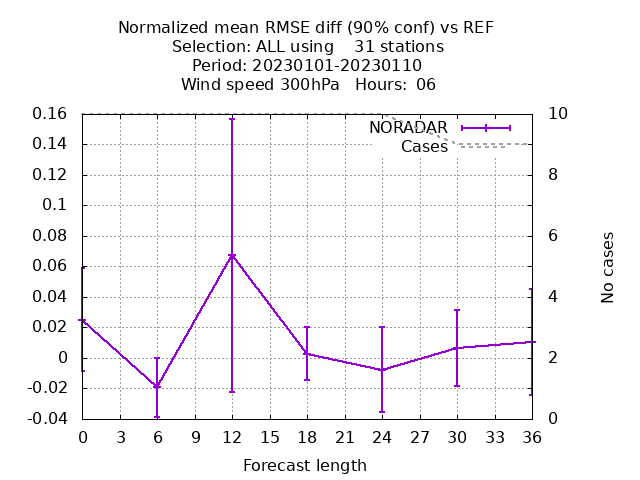 Normalized mean RMSE diff (90% conf) vs REF
Selection: ALL using    31 stations
Period: 20230101-20230110
Wind speed 300hPa   Hours:  06
NORADAR
Cases
0.16
0.14
0.12
0.1
0.08
0.06
0.04
0.02
0
-0.02
-0.04
10
8
6
4
2
0
No cases
0 3 6 9 12 15 18 21 24 27 30 33 36
Forecast length